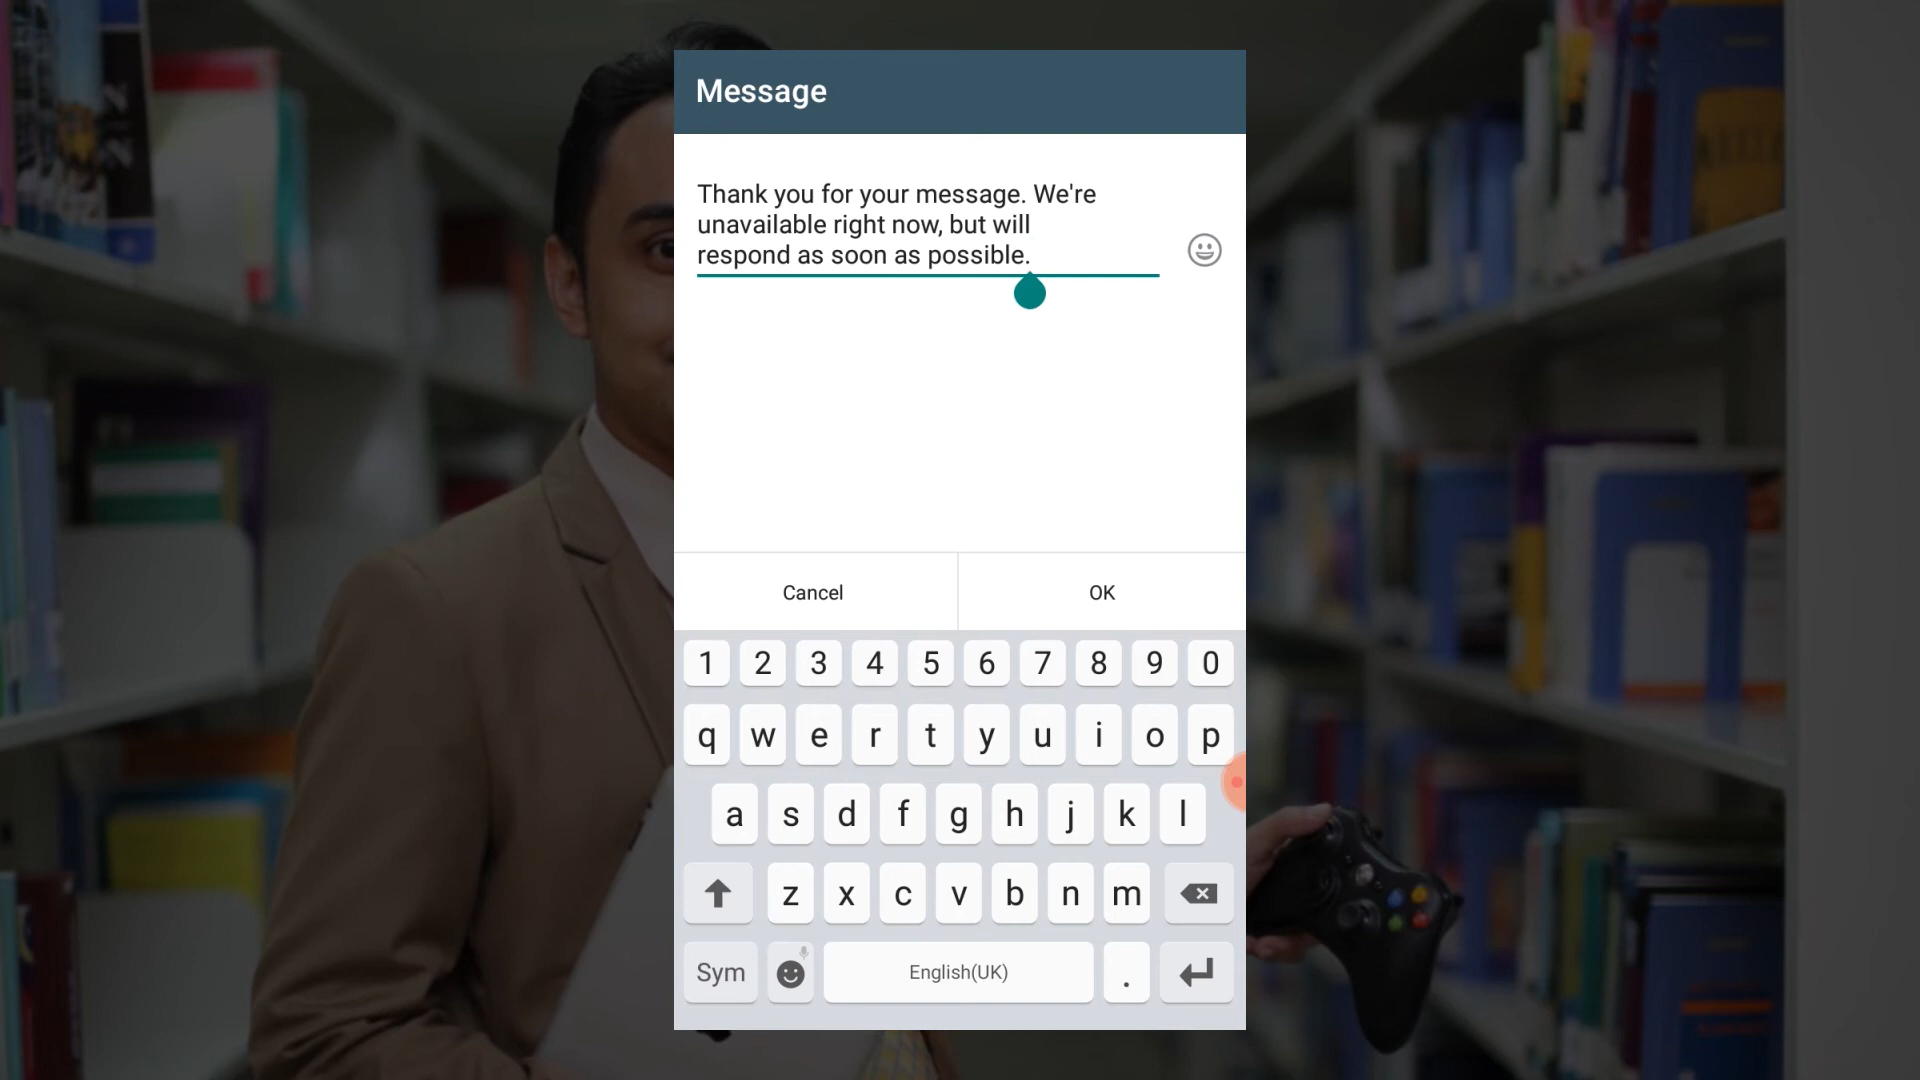 Message
Thank you for your message. We're
unavailable right now, but will
respond as soon as possible.
Cancel
OK
1 2 3 4 5 6 7 8 9 0
q w e r t y u i o p
a s d f g h j k l
z x c v b n m
Sym
English(UK)
.